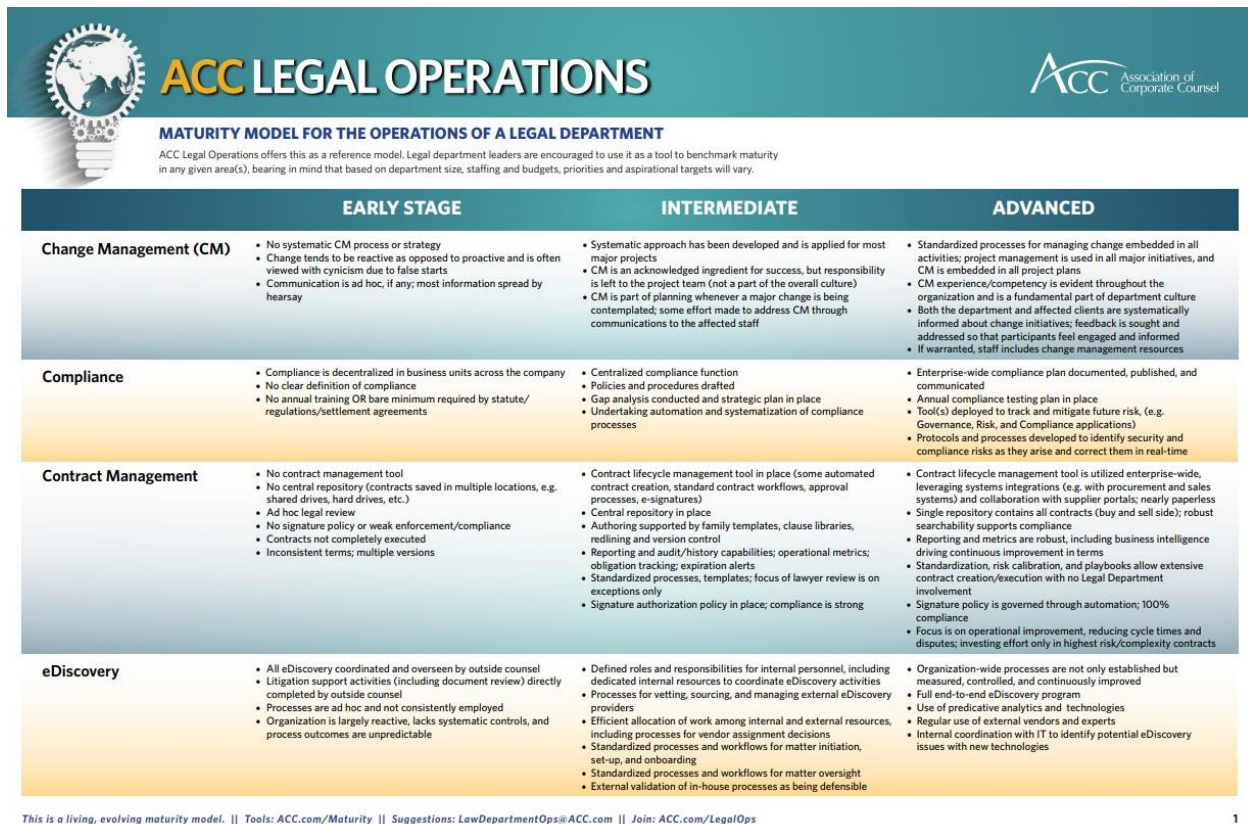 ACC LEGAL OPERATIONS
ACC Association of
Corporate Counsel
MATURITY MODEL FOR THE OPERATIONS OF A LEGAL DEPARTMENT
ACC Legal Operations offers this as a reference model. Legal department leaders are encouraged to use it as a tool to benchmark maturity
in any given area(s), bearing in mind that based on department size, staffing and budgets, priorities and aspirational targets will vary.
EARLY STAGE
INTERMEDIATE
ADVANCED
Change Management (CM)
• No systematic CM process or strategy
• Change tends to be reactive as opposed to proactive and is often
viewed with cynicism due to false starts
• Communication is ad hoc, if any; most information spread by
hearsay
• Systematic approach has been developed and is applied for most
major projects
• CM is an acknowledged ingredient for success, but responsibility
is left to the project team (not a part of the overall culture)
• CM is part of planning whenever a major change is being
contemplated; some effort made to address CM through
communications to the affected staff
• Standardized processes for managing change embedded in all
activities; project management is used in all major initiatives, and
CM is embedded in all project plans
• CM experience/competency is evident throughout the
organization and is a fundamental part of department culture
• Both the department and affected clients are systematically
informed about change initiatives; feedback is sought and
addressed so that participants feel engaged and informed
• If warranted, staff includes change management resources
Compliance
• Compliance is decentralized in business units across the company
• No clear definition of compliance
• No annual training OR bare minimum required by statute/
regulations/settlement agreements
• Centralized compliance function
• Policies and procedures drafted
• Gap analysis conducted and strategic plan in place
• Undertaking automation and systematization of compliance
processes
• Enterprise-wide compliance plan documented, published, and
communicated
• Annual compliance testing plan in place
• Tool(s) deployed to track and mitigate future risk, (e.g.
Governance, Risk, and Compliance applications)
• Protocols and processes developed to identify security and
compliance risks as they arise and correct them in real-time
Contract Management
• No contract management tool
• No central repository (contracts saved in multiple locations, e.g.
shared drives, hard drives, etc.)
• Ad hoc legal review
• No signature policy or weak enforcement/compliance
• Contracts not completely executed
• Inconsistent terms; multiple versions
• Contract lifecycle management tool in place (some automated
contract creation, standard contract workflows, approval
processes, e-signatures)
• Central repository in place
• Authoring supported by family templates, clause libraries,
redlining and version control
• Reporting and audit/history capabilities; operational metrics;
obligation tracking; expiration alerts
• Standardized processes, templates; focus of lawyer review is on
exceptions only
• Signature authorization policy in place; compliance is strong
• Contract lifecycle management tool is utilized enterprise-wide,
leveraging systems integrations (e.g. with procurement and sales
systems) and collaboration with supplier portals; nearly paperless
• Single repository contains all contracts (buy and sell side); robust
searchability supports compliance
• Reporting and metrics are robust, including business intelligence
driving continuous improvement in terms
• Standardization, risk calibration, and playbooks allow extensive
contract creation/execution with no Legal Department
involvement
• Signature policy is governed through automation; 100%
compliance
• Focus is on operational improvement, reducing cycle times and
disputes; investing effort only in highest risk/complexity contracts
eDiscovery
• All eDiscovery coordinated and overseen by outside counsel
• Litigation support activities (including document review) directly
completed by outside counsel
• Processes are ad hoc and not consistently employed
• Organization is largely reactive, lacks systematic controls, and
process outcomes are unpredictable
• Defined roles and responsibilities for internal personnel, including
dedicated internal resources to coordinate eDiscovery activities
• Processes for vetting, sourcing, and managing external eDiscovery
providers
• Efficient allocation of work among internal and external resources,
including processes for vendor assignment decisions
• Standardized processes and workflows for matter initiation,
set-up, and onboarding
• Standardized processes and workflows for matter oversight
• External validation of in-house processes as being defensible
• Organization-wide processes are not only established but
measured, controlled, and continuously improved
• Full end-to-end eDiscovery program
• Use of predicative analytics and technologies
• Regular use of external vendors and experts
• Internal coordination with IT to identify potential eDiscovery
issues with new technologies
This is a living, evolving maturity model. || Tools: ACC.com/Maturity || Suggestions: LawDepartmentOps@ACC.com || Join: ACC.com/LegalOps
1